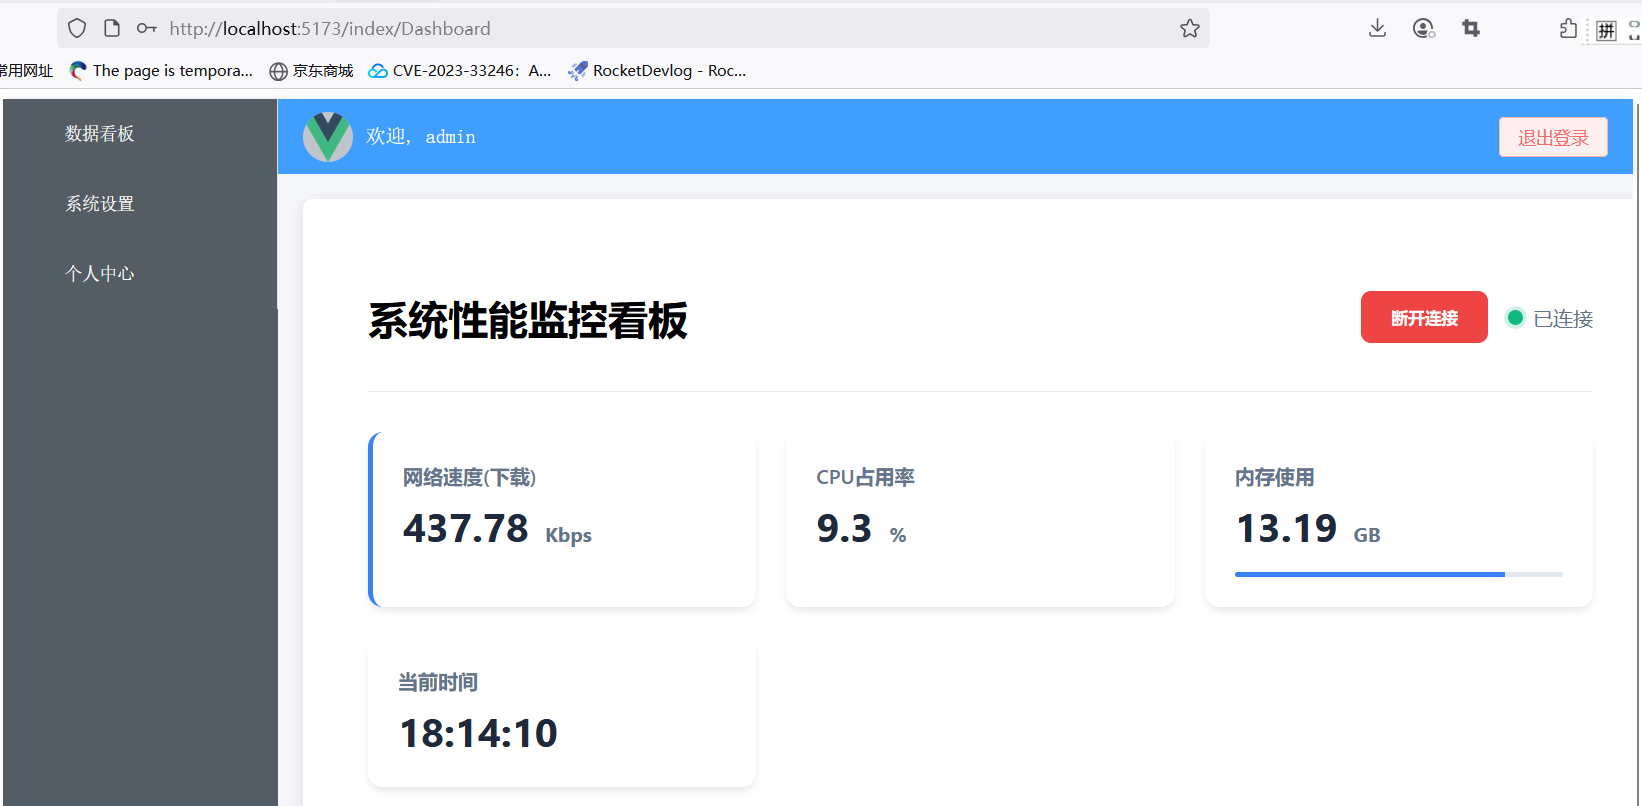 http://localhost:5173/index/Dashboard
拼
常用网址 The page is tempora... 京东商城 CVE-2023-33246：A... RocketDevlog - Roc...
数据看板
系统设置
个人中心
欢迎, admin
退出登录
系统性能监控看板
断开连接
已连接
网络速度(下载)
437.78 Kbps
CPU占用率
9.3 %
内存使用
13.19 GB
当前时间
18:14:10